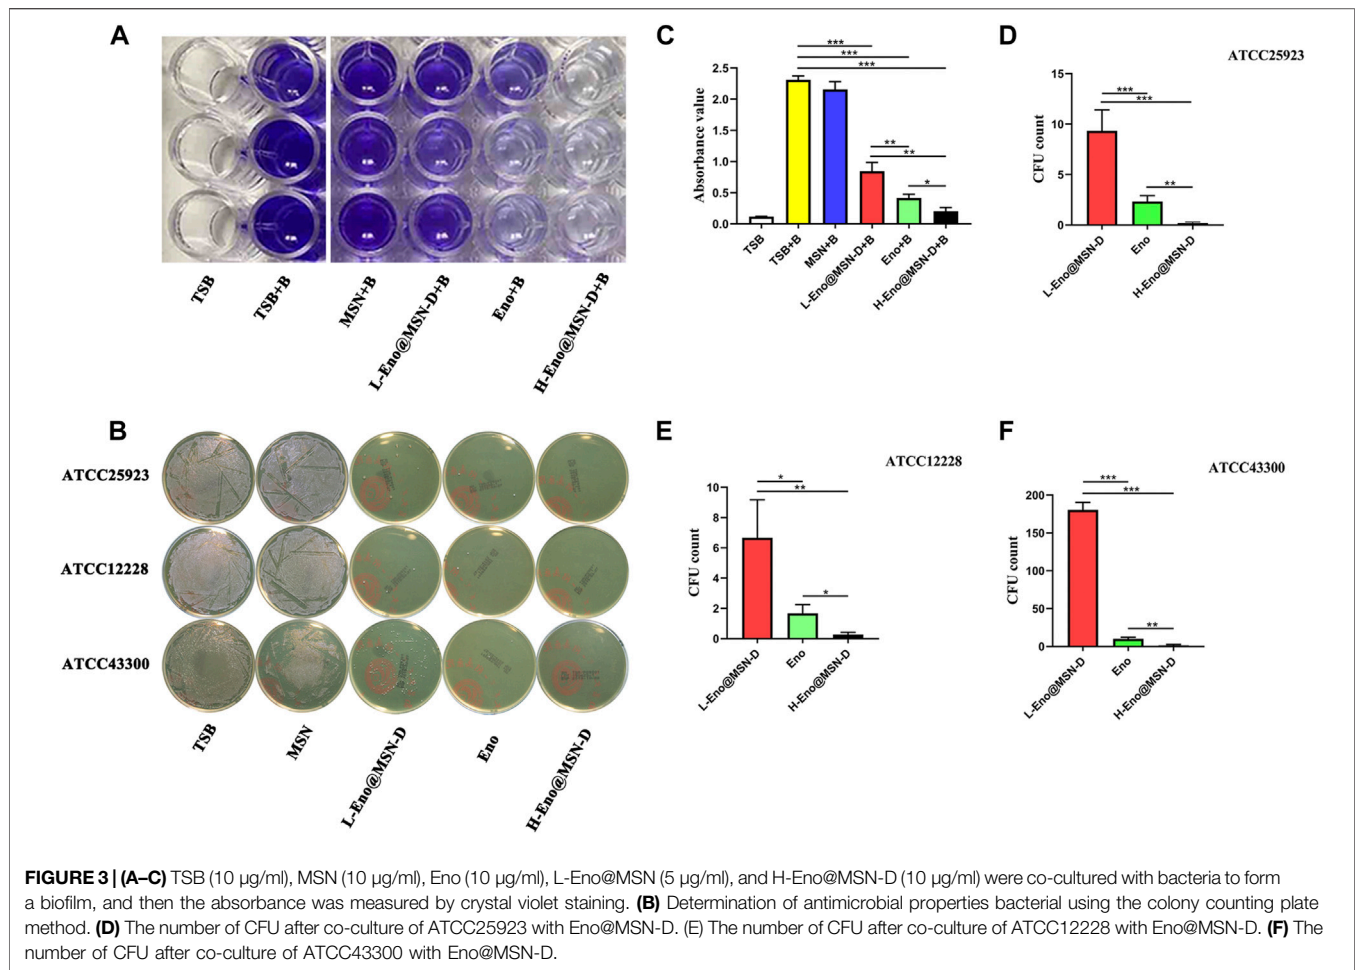 A
TSB
TSB+B
MSN+B
L-Eno@MSN-D+B
Eno+B
H-Eno@MSN-D+B
C
***
***
***
**
**
*
Absorbance value
2.5
2.0
1.5
1.0
0.5
0.0
TSB
TSB+B
MSN+B
L-Eno@MSN-D+B
Eno+B
H-Eno@MSN-D+B
D
ATCC25923
***
***
**
CFU count
15
10
5
0
L-Eno@MSN-D
Eno
H-Eno@MSN-D
B
ATCC25923
ATCC12228
ATCC43300
TSB
MSN
L-Eno@MSN-D
Eno
H-Eno@MSN-D
E
ATCC12228
*
**
*
CFU count
10
8
6
4
2
0
L-Eno@MSN-D
Eno
H-Eno@MSN-D
F
ATCC43300
***
***
**
CFU count
200
150
100
50
0
L-Eno@MSN-D
Eno
H-Eno@MSN-D
FIGURE 3 | (A–C) TSB (10 μg/ml), MSN (10 μg/ml), Eno (10 μg/ml), L-Eno@MSN (5 μg/ml), and H-Eno@MSN-D (10 μg/ml) were co-cultured with bacteria to form
a biofilm, and then the absorbance was measured by crystal violet staining. (B) Determination of antimicrobial properties bacterial using the colony counting plate
method. (D) The number of CFU after co-culture of ATCC25923 with Eno@MSN-D. (E) The number of CFU after co-culture of ATCC12228 with Eno@MSN-D. (F) The
number of CFU after co-culture of ATCC43300 with Eno@MSN-D.